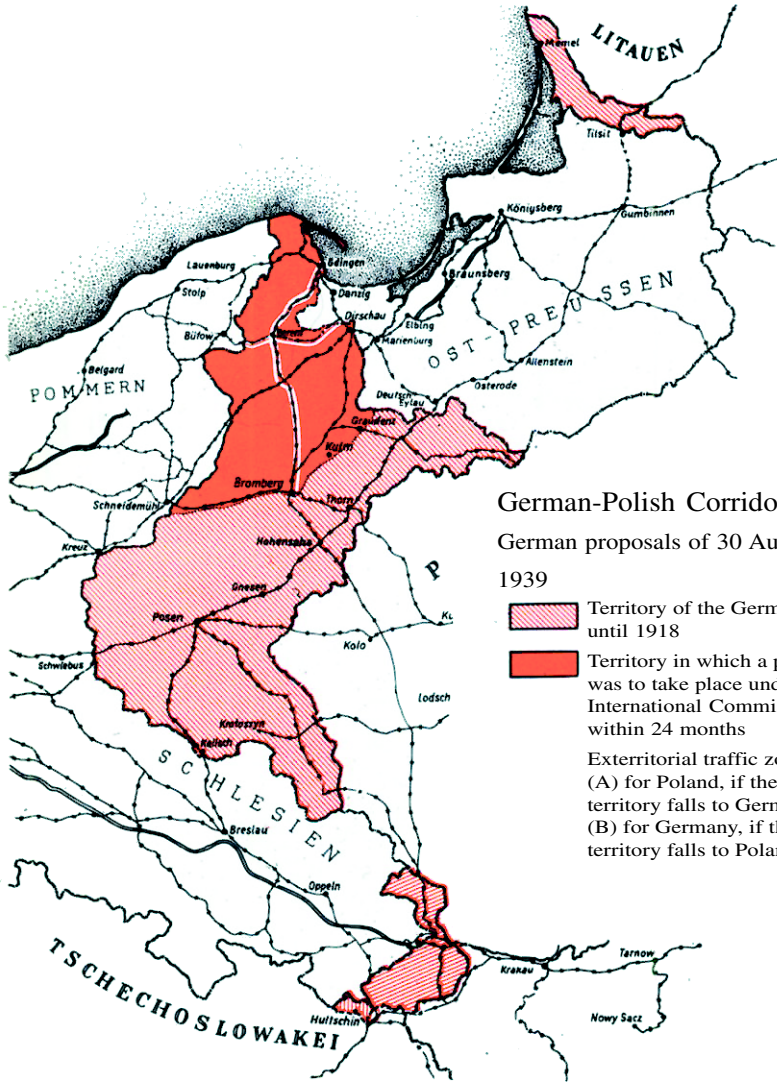 LITAUEN
Memel
Tilsit
Königsberg
Gumbinnen
Lauenburg
Gdingen
Stolp
Danzig
Braunsberg
Dirschau
Elbing
Bütow
Marienburg
OST-PREUSSEN
Belgard
Allenstein
POMMERN
Osterode
Deutsch
Eylau
Graudenz
Kulm
Bromberg
Thorn
Schneidemühl
German-Polish Corrido
Hohensalza
German proposals of 30 Au
Kreuz
P
1939
Gnesen
Territory of the Germ
until 1918
Posen
Ku
Kolo
Schwiebus
Territory in which a p
was to take place und
International Commi
within 24 months
Lodsch
Krotoszyn
Kalisch
Exterritorial traffic zo
(A) for Poland, if the
territory falls to Germ
(B) for Germany, if th
territory falls to Polan
SCHLESIEN
Breslau
Oppeln
Tarnow
Krakau
TSCHECHOSLOWAKEI
Hultschin
Nowy Sacz